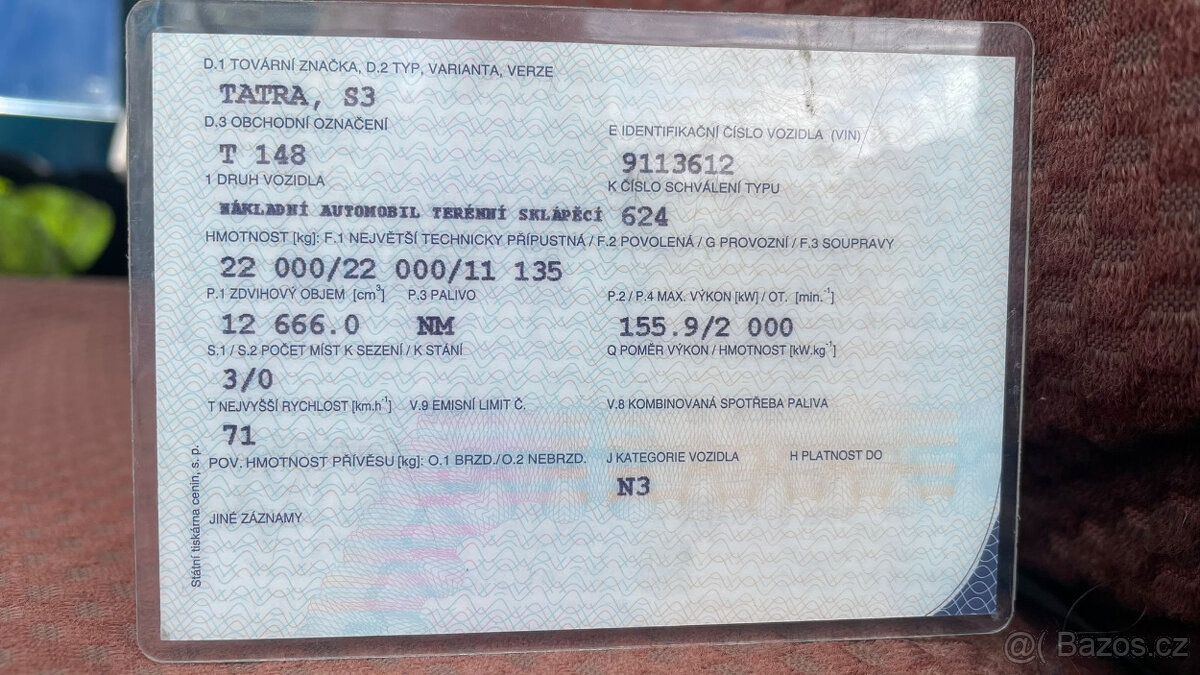 D.1 TOVÁRNÍ ZNAČKA, D.2 TYP, VARIANTA, VERZE
TATRA, S3
D.3 OBCHODNÍ OZNAČENÍ
E IDENTIFIKAČNÍ ČÍSLO VOZIDLA (VIN)
T 148
9113612
1 DRUH VOZIDLA
K ČÍSLO SCHVÁLENÍ TYPU
NÁKLADNÍ AUTOMOBIL TERÉNNÍ SKLÁPĚCÍ 624
HMOTNOST [kg]: F.1 NEJVĚTŠÍ TECHNICKY PŘÍPUSTNÁ / F.2 POVOLENÁ / G PROVOZNÍ / F.3 SOUPRAVY
22 000/22 000/11 135
P.1 ZDVIHOVÝ OBJEM [cm³] P.3 PALIVO P.2 / P.4 MAX. VÝKON [kW] / OT. [min.⁻¹]
12 666.0 NM 155.9/2 000
S.1 / S.2 POČET MÍST K SEZENÍ / K STÁNÍ Q POMĚR VÝKON / HMOTNOST [kW.kg⁻¹]
3/0
T NEJVYŠŠÍ RYCHLOST [km.h⁻¹] V.9 EMISNÍ LIMIT Č. V.8 KOMBINOVANÁ SPOTŘEBA PALIVA
71
POV. HMOTNOST PŘÍVĚSU [kg]: O.1 BRZD./O.2 NEBRZD. J KATEGORIE VOZIDLA H PLATNOST DO
N3
JINÉ ZÁZNAMY
Státní tiskárna cenin, s. p.
@( Bazos.cz